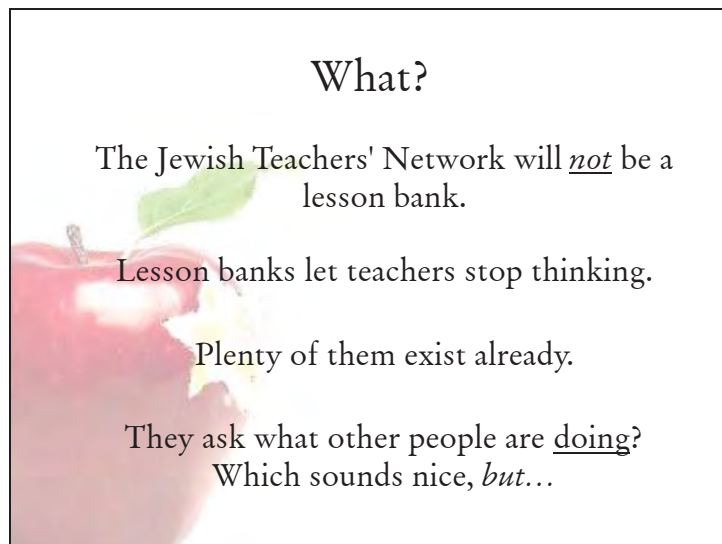 What?
The Jewish Teachers' Network will not be a
lesson bank.
Lesson banks let teachers stop thinking.
Plenty of them exist already.
They ask what other people are doing?
Which sounds nice, but…